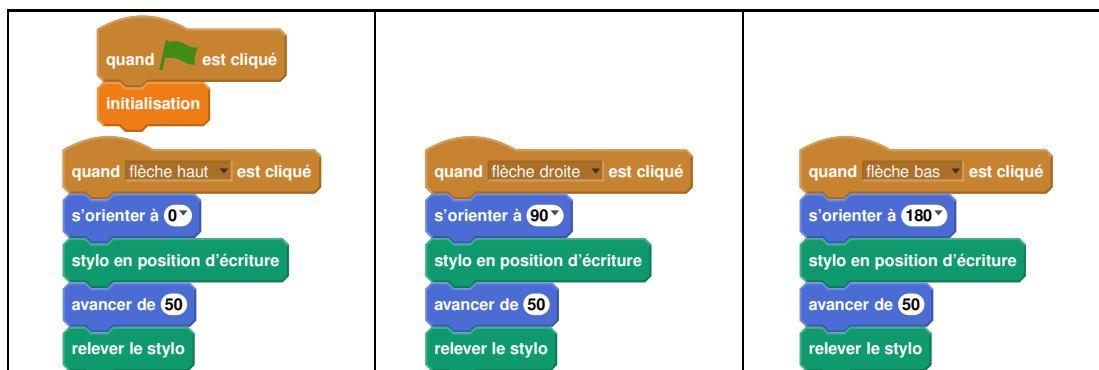 quand est cliqué
initialisation
quand flèche haut est cliqué
s'orienter à 0
stylo en position d'écriture
avancer de 50
relever le stylo
quand flèche droite est cliqué
s'orienter à 90
stylo en position d'écriture
avancer de 50
relever le stylo
quand flèche bas est cliqué
s'orienter à 180
stylo en position d'écriture
avancer de 50
relever le stylo